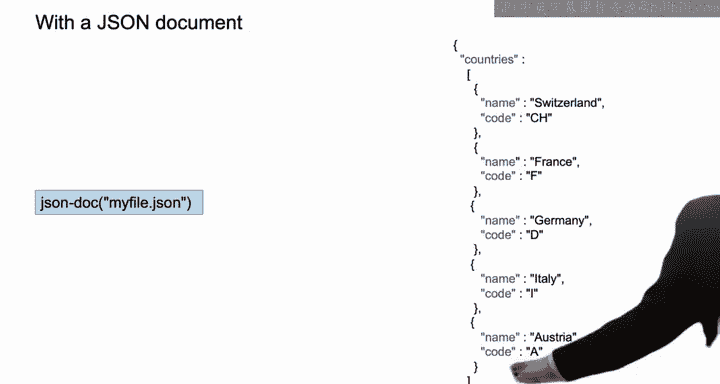 With a JSON document
json-doc("myfile.json")
{
"countries" :
[
{
"name" : "Switzerland",
"code" : "CH"
},
{
"name" : "France",
"code" : "F"
},
{
"name" : "Germany",
"code" : "D"
},
{
"name" : "Italy",
"code" : "I"
},
{
"name" : "Austria"
"code" : "A"
}
]